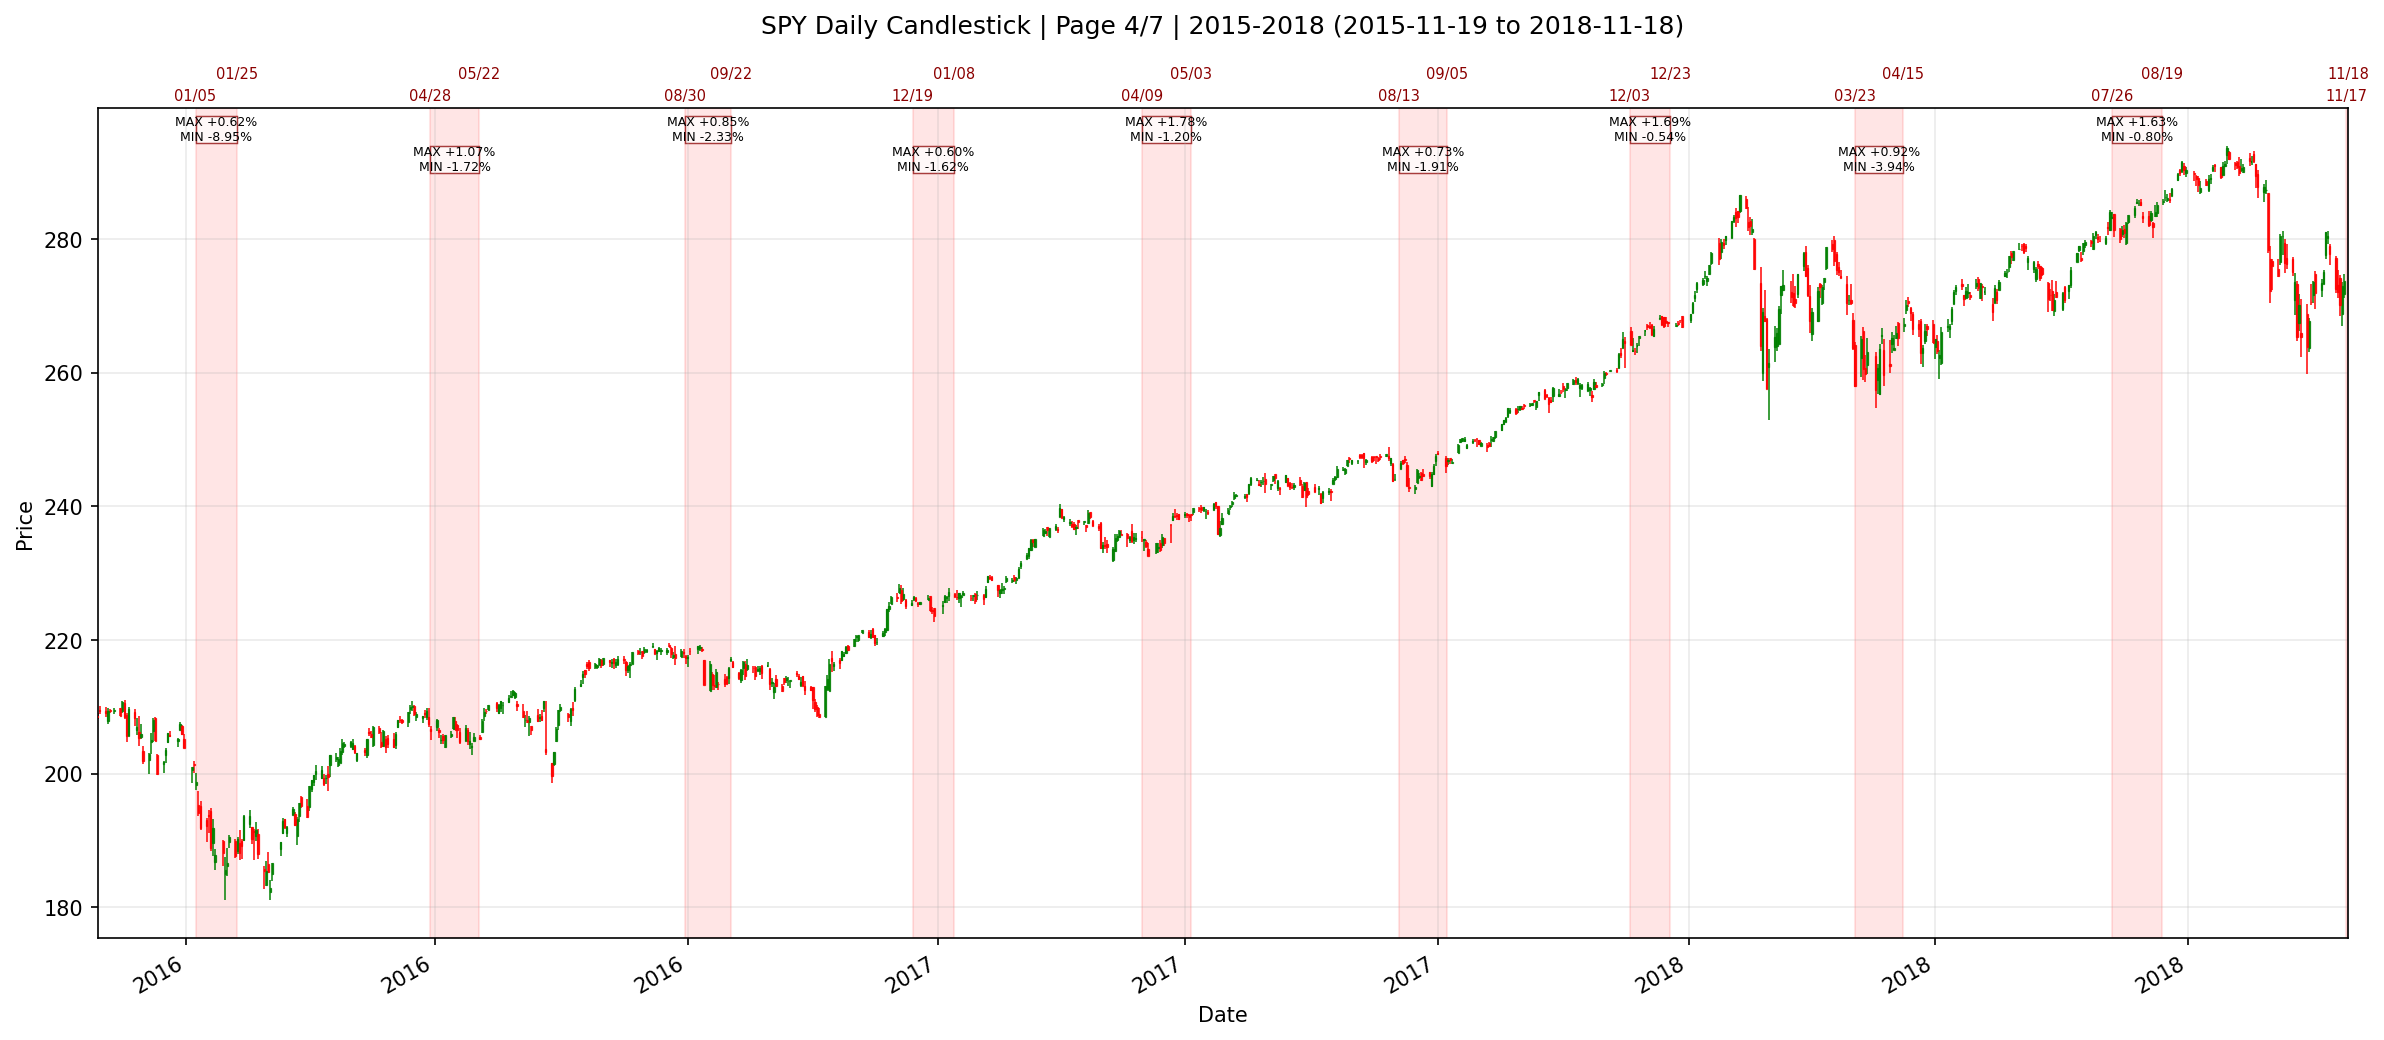 SPY Daily Candlestick | Page 4/7 | 2015-2018 (2015-11-19 to 2018-11-18)
01/25 05/22 09/22 01/08 05/03 09/05 12/23 04/15 08/19 11/18
01/05 04/28 08/30 12/19 04/09 08/13 12/03 03/23 07/26 11/17
MAX +0.62% MAX +0.85% MAX +1.78% MAX +1.69% MAX +1.63%
MIN -8.95% MIN -2.33% MIN -1.20% MIN -0.54% MIN -0.80%
MAX +1.07% MAX +0.60% MAX +0.73% MAX +0.92%
MIN -1.72% MIN -1.62% MIN -1.91% MIN -3.94%
280
260
240
220
200
180
Price
2016 2016 2016 2017 2017 2017 2018 2018 2018
Date